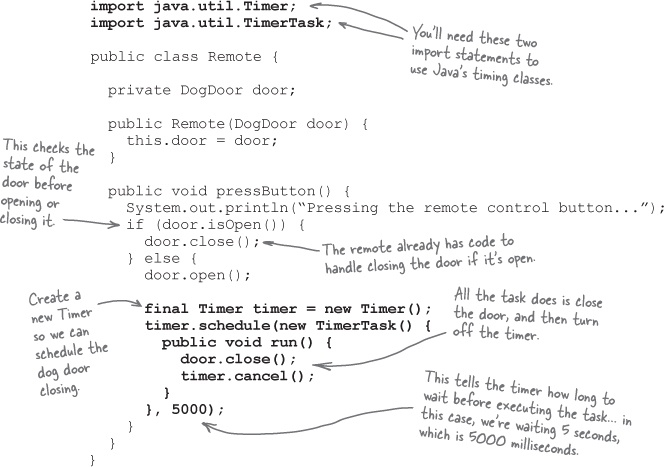 import java.util.Timer;
import java.util.TimerTask;
You'll need these two
import statements to
use Java's timing classes.
public class Remote {
private DogDoor door;
public Remote(DogDoor door) {
this.door = door;
}
This checks the
state of the
door before
opening or
closing it.
public void pressButton() {
System.out.println(“Pressing the remote control button...”);
if (door.isOpen()) {
door.close();
The remote already has code to
handle closing the door if it's open.
} else {
door.open();
Create a
new Timer
so we can
schedule the
dog door
closing.
final Timer timer = new Timer();
timer.schedule(new TimerTask() {
public void run() {
door.close();
timer.cancel();
}
}, 5000);
All the task does is close
the door, and then turn
off the timer.
This tells the timer how long to
wait before executing the task... in
this case, we're waiting 5 seconds,
which is 5000 milliseconds.
}
}
}